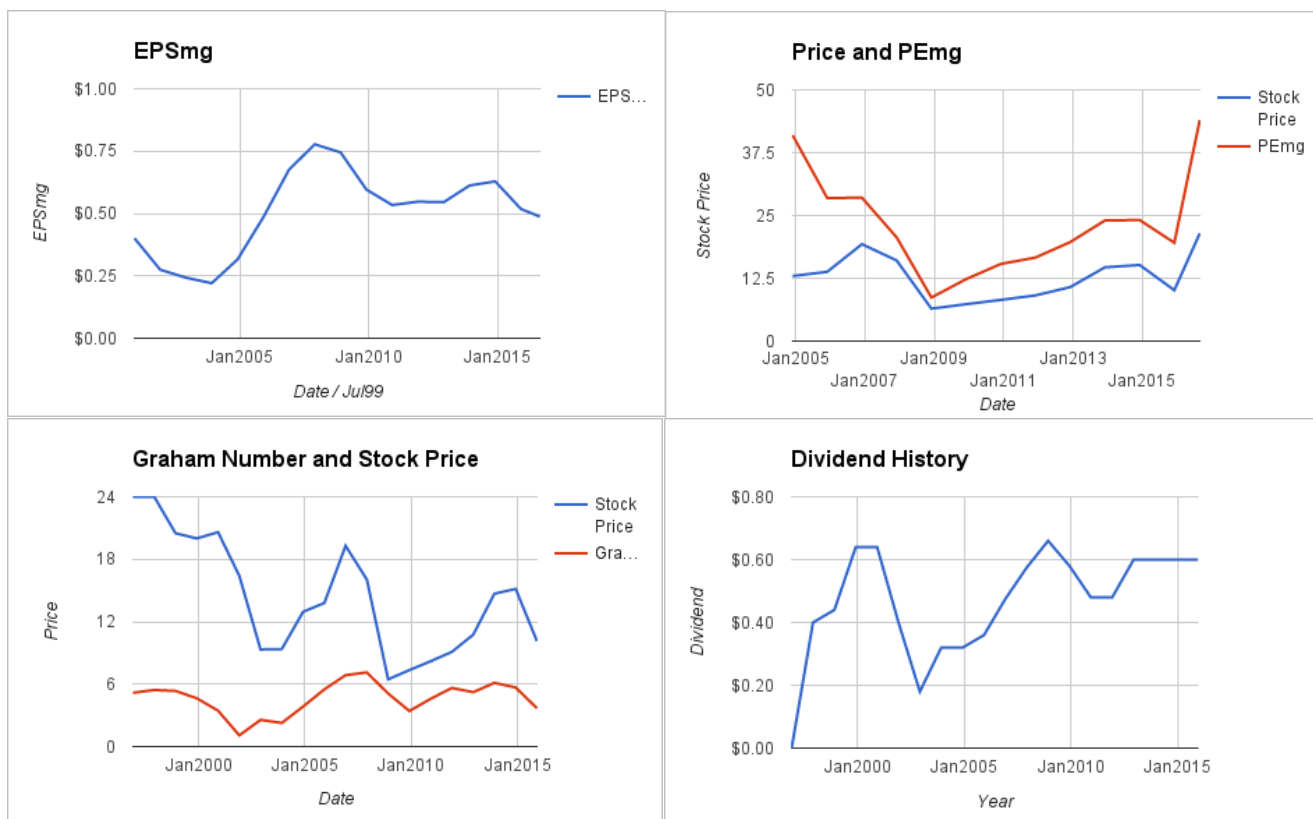 EPSmg
$1.00
$0.75
$0.50
$0.25
$0.00
EPSmg
EPS...
Jan2005
Jan2010
Jan2015
Date / Jul99
Price and PEmg
50
37.5
25
12.5
0
Stock Price
Stock
Price
PEmg
Jan2005
Jan2007
Jan2009
Jan2011
Jan2013
Jan2015
Date
Graham Number and Stock Price
24
18
12
6
0
Price
Stock
Price
Gra...
Jan2000
Jan2005
Jan2010
Jan2015
Date
Dividend History
$0.80
$0.60
$0.40
$0.20
$0.00
Dividend
Jan2000
Jan2005
Jan2010
Jan2015
Year